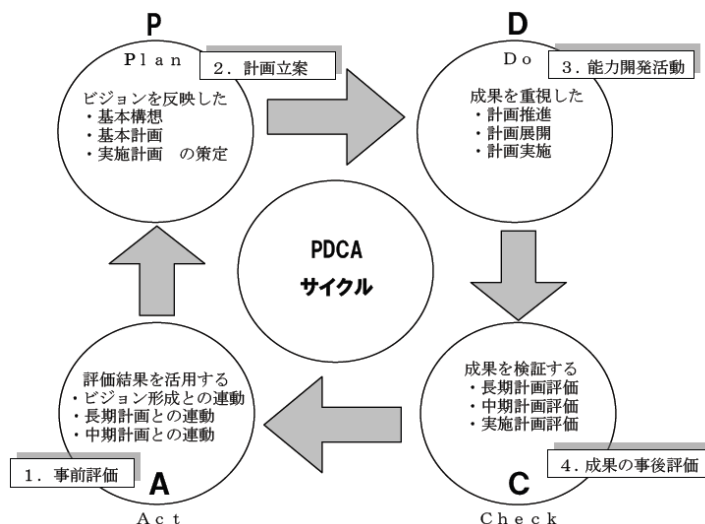 P
Plan
2．計画立案
ビジョンを反映した
・基本構想
・基本計画
・実施計画　の策定
D
Do
3．能力開発活動
成果を重視した
・計画推進
・計画展開
・計画実施
PDCA
サイクル
評価結果を活用する
・ビジョン形成との連動
・長期計画との連動
・中期計画との連動
1．事前評価
A
Act
成果を検証する
・長期計画評価
・中期計画評価
・実施計画評価
4．成果の事後評価
C
Check